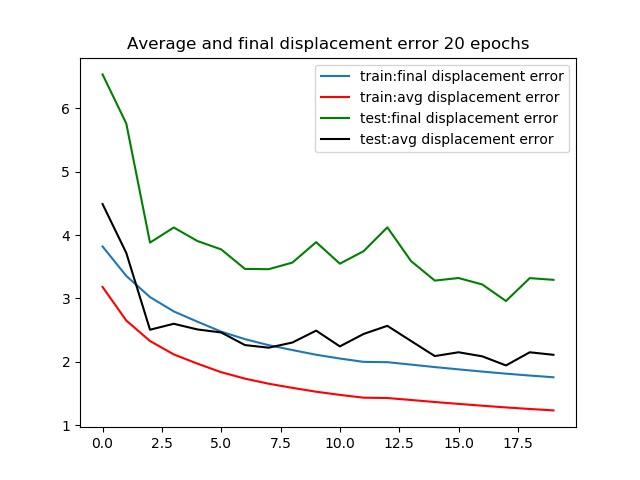 Average and final displacement error 20 epochs
train:final displacement error
train:avg displacement error
test:final displacement error
test:avg displacement error
6
5
4
3
2
1
0.0 2.5 5.0 7.5 10.0 12.5 15.0 17.5